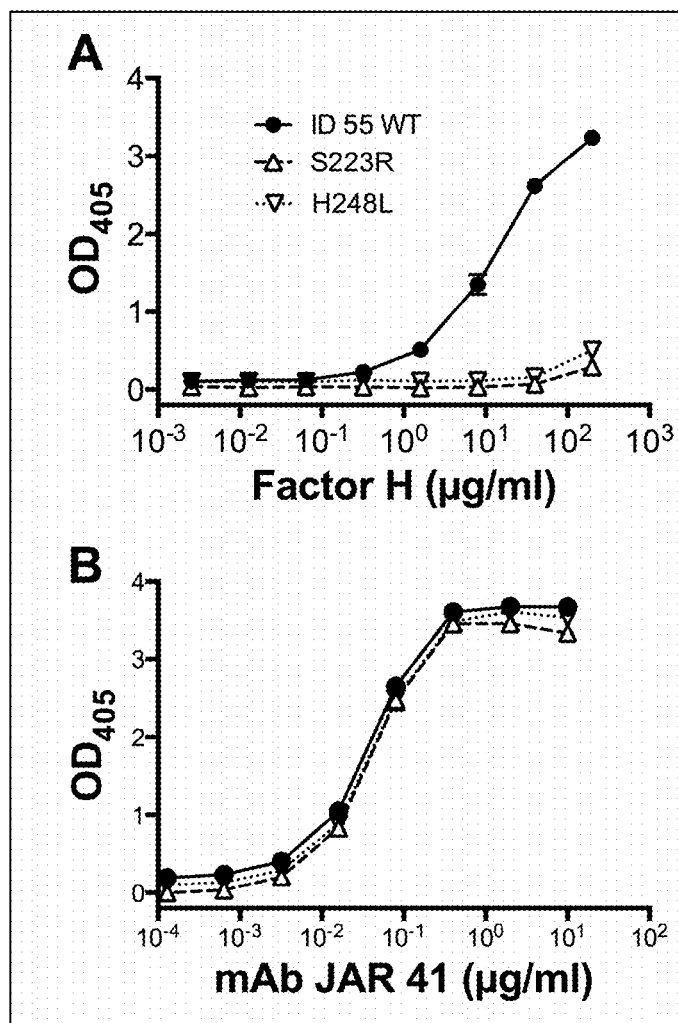 A
4
3
2
1
0
OD405
ID 55 WT
S223R
H248L
10-3 10-2 10-1 100 101 102 103
Factor H (µg/ml)
B
4
3
2
1
0
OD405
10-4 10-3 10-2 10-1 100 101 102
mAb JAR 41 (µg/ml)